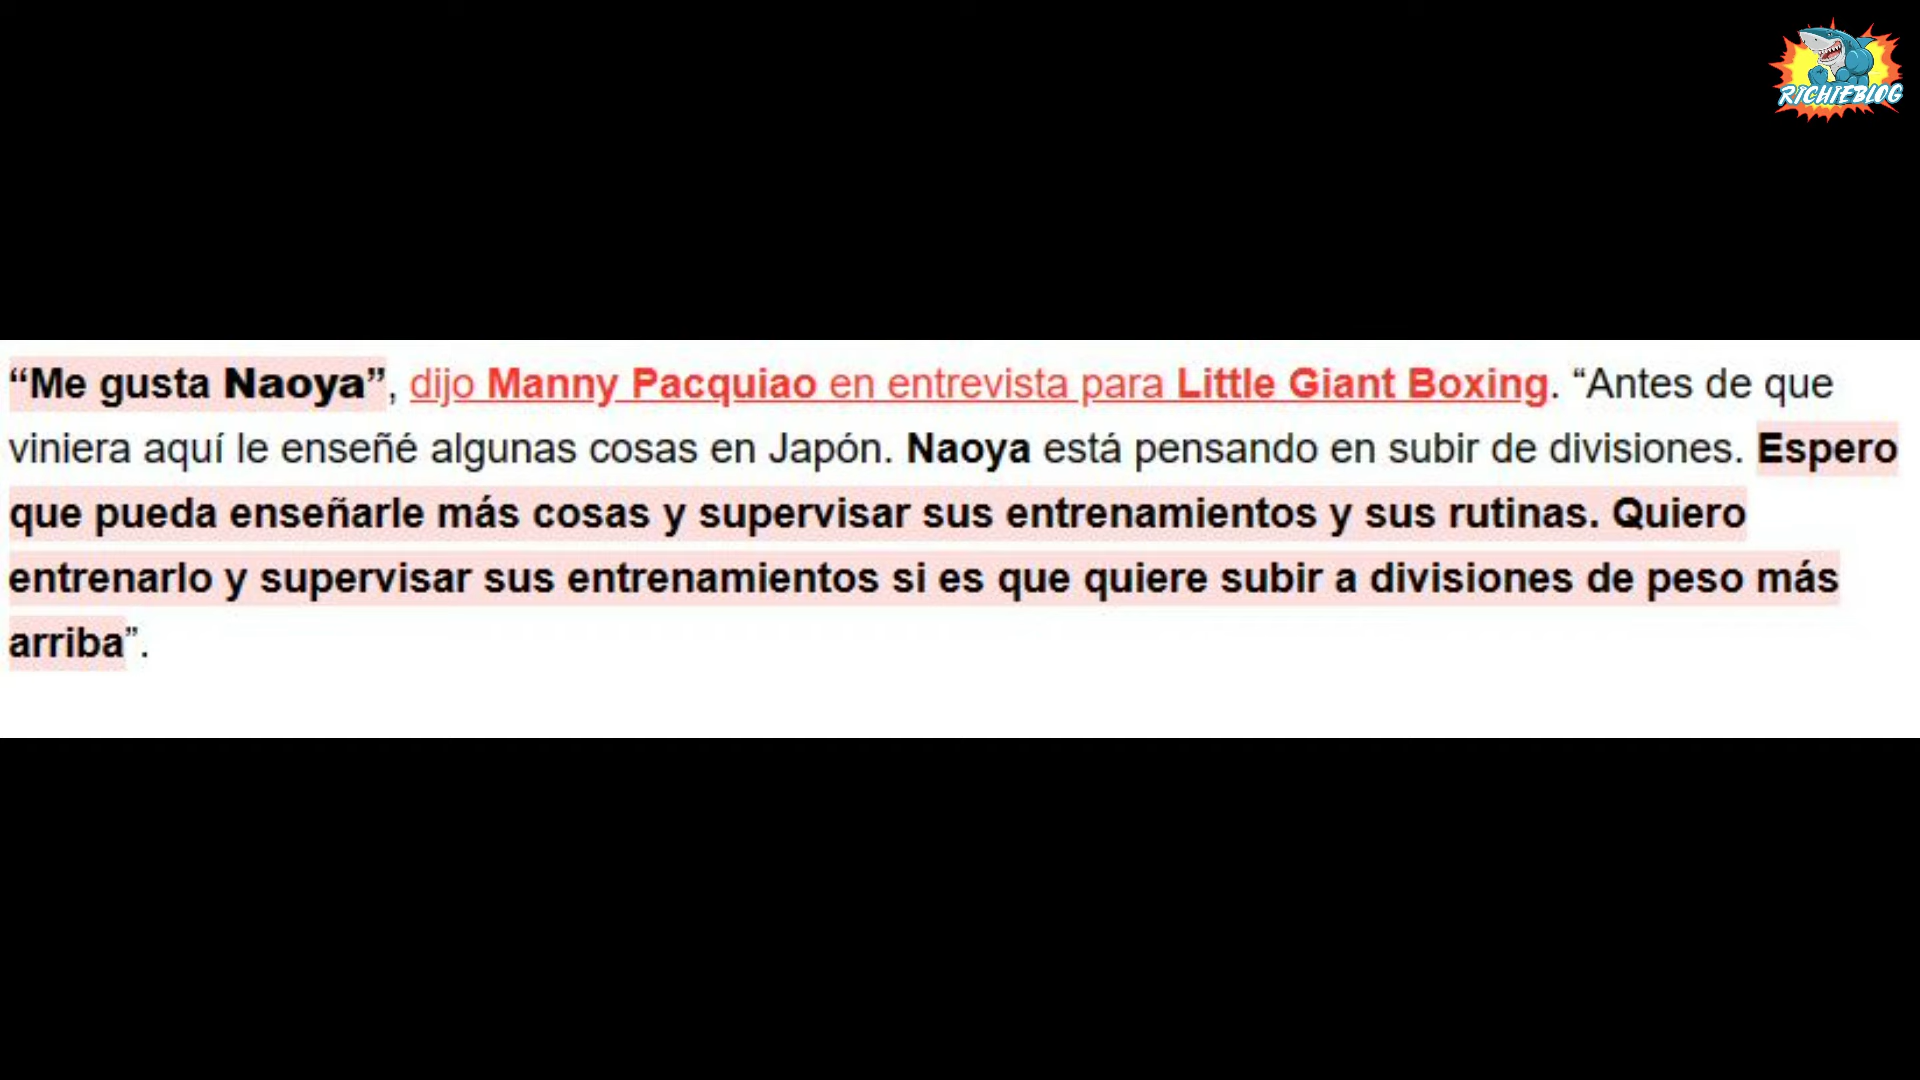 RICHIEBLOG
“Me gusta Naoya”, dijo Manny Pacquiao en entrevista para Little Giant Boxing. “Antes de que
viniera aquí le enseñé algunas cosas en Japón. Naoya está pensando en subir de divisiones. Espero
que pueda enseñarle más cosas y supervisar sus entrenamientos y sus rutinas. Quiero
entrenarlo y supervisar sus entrenamientos si es que quiere subir a divisiones de peso más
arriba”.